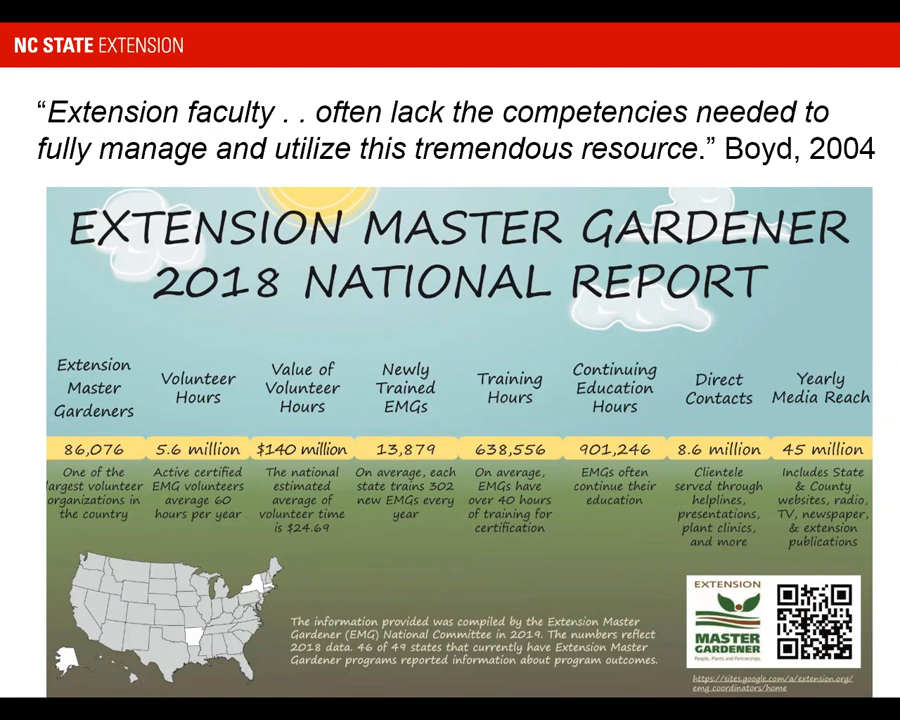 NC STATE EXTENSION
“Extension faculty . . often lack the competencies needed to
fully manage and utilize this tremendous resource.” Boyd, 2004
EXTENSION MASTER GARDENER
2018 NATIONAL REPORT
Extension
Master
Gardeners
86,076
One of the
largest volunteer
organizations in
the country
Volunteer
Hours
5.6 million
Active certified
EMG volunteers
average 60
hours per year
Value of
Volunteer
Hours
$140 million
The national
estimated
average of
volunteer time
is $24.69
Newly
Trained
EMGs
13,879
On average, each
state trains 302
new EMGs every
year
Training
Hours
638,556
On average,
EMGs have
over 40 hours
of training for
certification
Continuing
Education
Hours
901,246
EMGs often
continue their
education
Direct
Contacts
8.6 million
Clientele
served through
helplines,
presentations,
plant clinics,
and more
Yearly
Media Reach
45 million
Includes State
& County
websites, radio,
TV, newspaper,
& extension
publications
The information provided was compiled by the Extension Master
Gardener (EMG) National Committee in 2019. The numbers reflect
2018 data. 46 of 49 states that currently have Extension Master
Gardener programs reported information about program outcomes.
EXTENSION
MASTER
GARDENER
People, Plants and Partnerships
https://sites.google.com/a/extension.org/
emg_coordinators/home